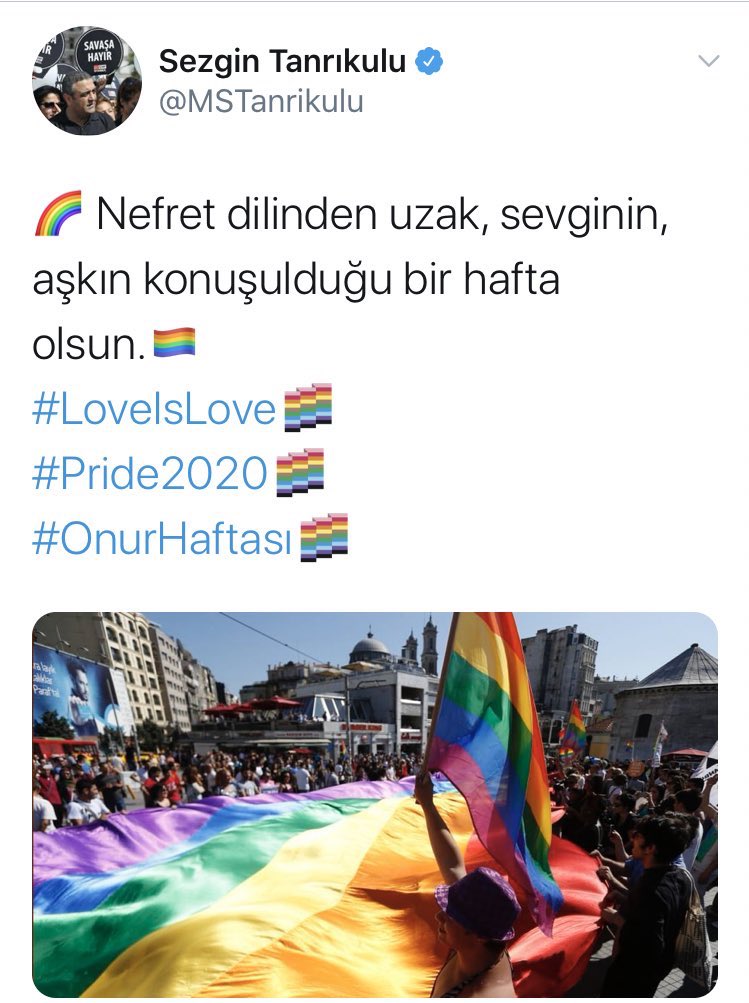 SAVAŞA
HAYIR
Sezgin Tanrıkulu
@MSTanrikulu
🌈 Nefret dilinden uzak, sevginin,
aşkın konuşulduğu bir hafta
olsun.🏳️‍🌈
#LoveIsLove
#Pride2020
#OnurHaftası